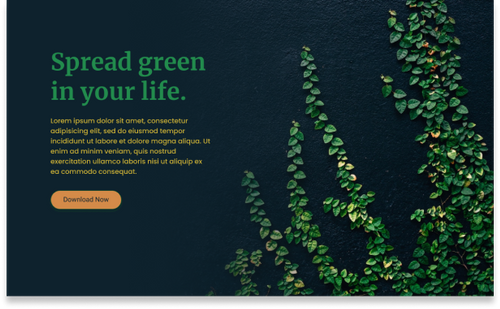 Spread green
in your life.
Lorem ipsum dolor sit amet, consectetur
adipisicing elit, sed do eiusmod tempor
incididunt ut labore et dolore magna aliqua. Ut
enim ad minim veniam, quis nostrud
exercitation ullamco laboris nisi ut aliquip ex
ea commodo consequat.
Download Now